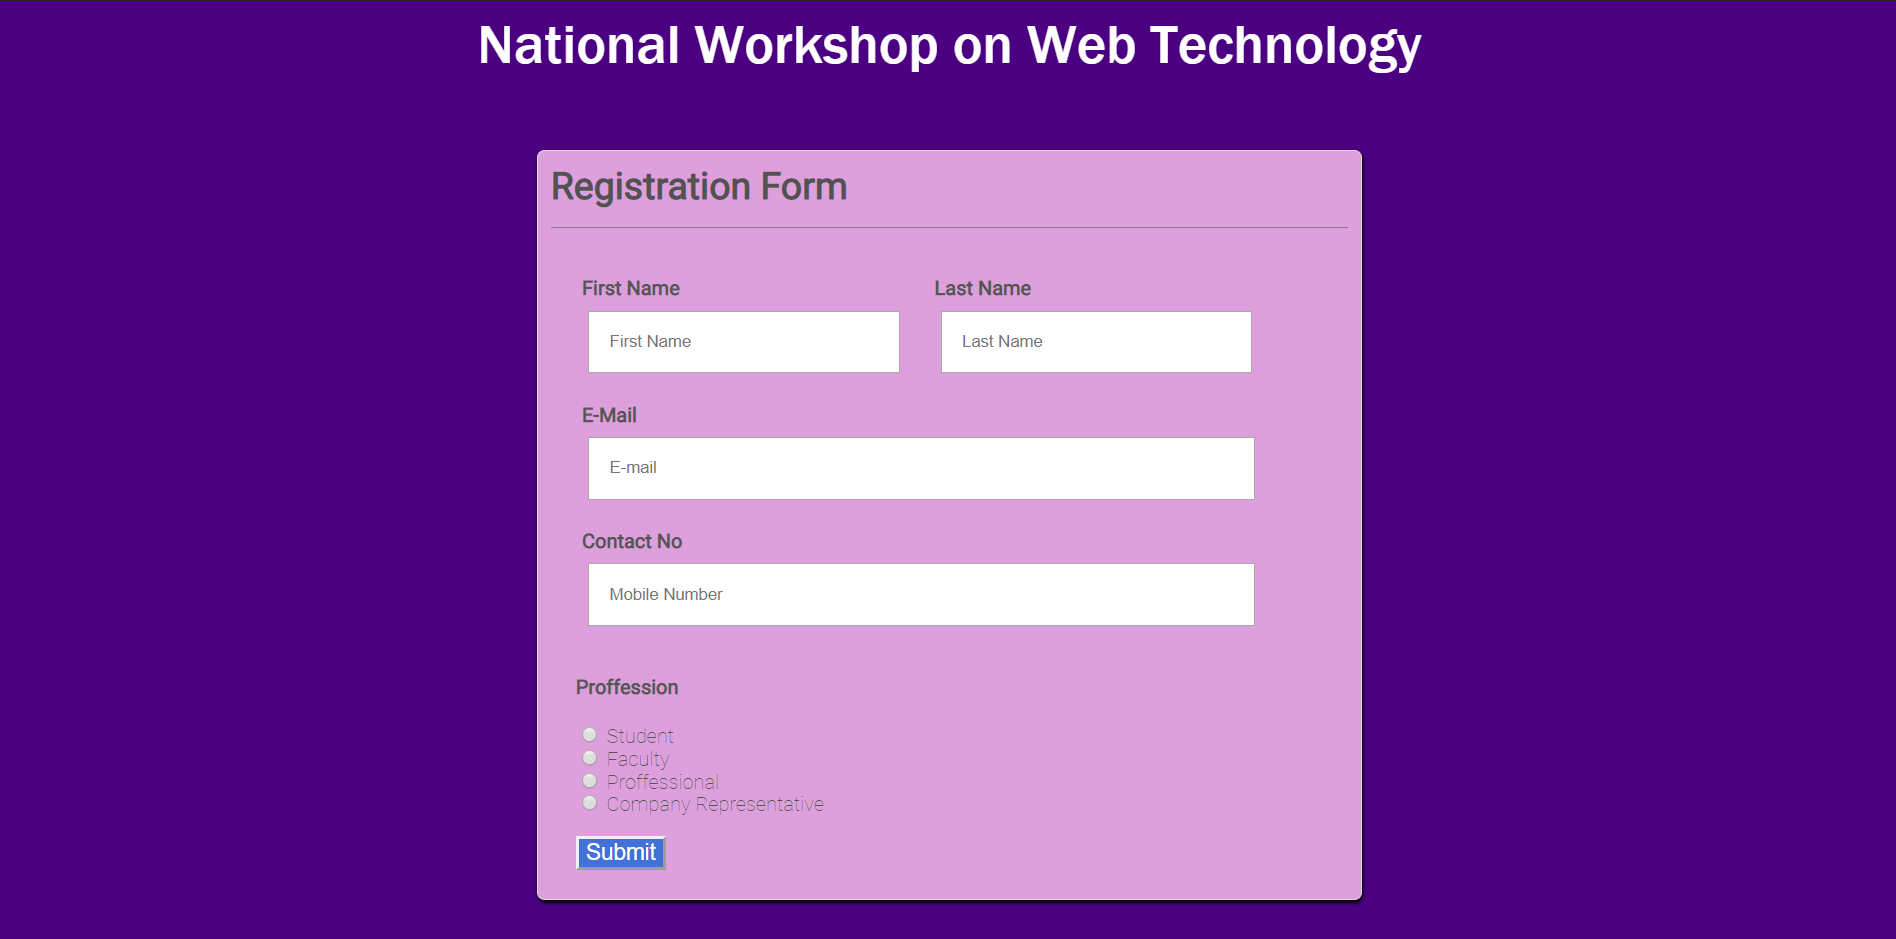 National Workshop on Web Technology
Registration Form
First Name Last Name
First Name Last Name
E-Mail
E-mail
Contact No
Mobile Number
Proffession
Student
Faculty
Proffessional
Company Representative
Submit